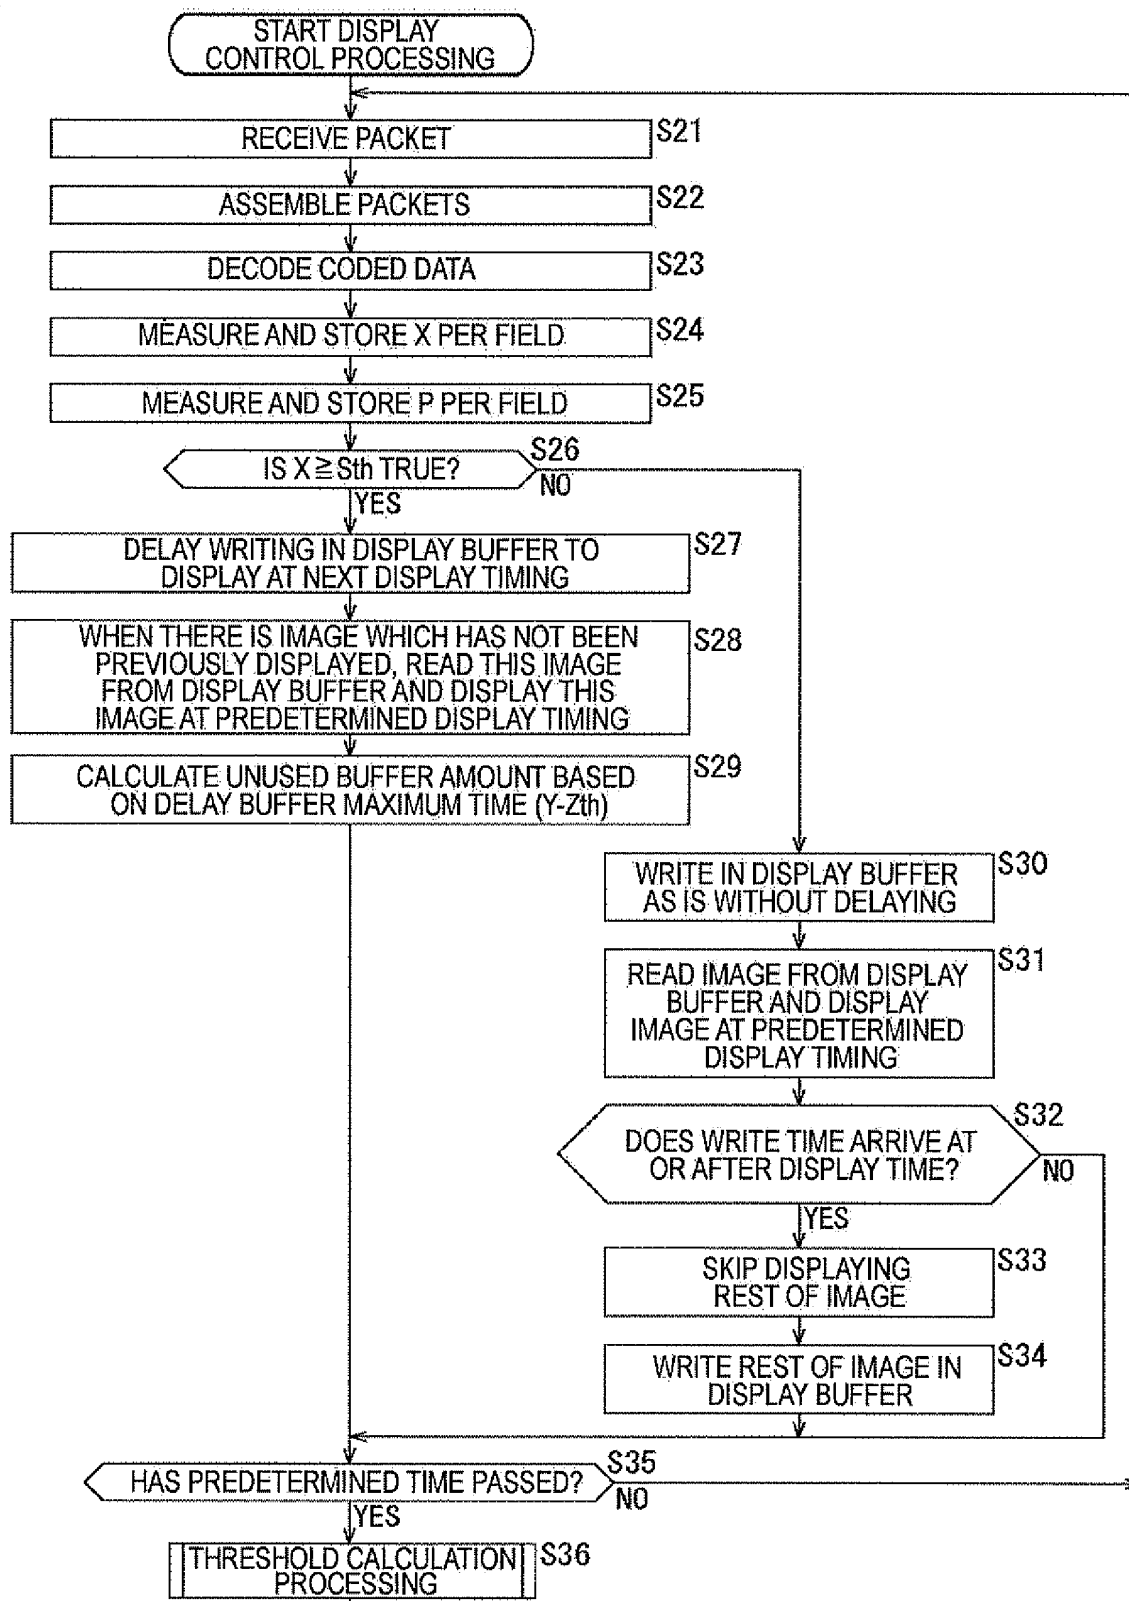 START DISPLAY
CONTROL PROCESSING
RECEIVE PACKET
S21
ASSEMBLE PACKETS
S22
DECODE CODED DATA
S23
MEASURE AND STORE X PER FIELD
S24
MEASURE AND STORE P PER FIELD
S25
IS X≧Sth TRUE?
S26
NO
YES
DELAY WRITING IN DISPLAY BUFFER TO
DISPLAY AT NEXT DISPLAY TIMING
S27
WHEN THERE IS IMAGE WHICH HAS NOT BEEN
PREVIOUSLY DISPLAYED, READ THIS IMAGE
FROM DISPLAY BUFFER AND DISPLAY THIS
IMAGE AT PREDETERMINED DISPLAY TIMING
S28
CALCULATE UNUSED BUFFER AMOUNT BASED
ON DELAY BUFFER MAXIMUM TIME (Y-Zth)
S29
WRITE IN DISPLAY BUFFER
AS IS WITHOUT DELAYING
S30
READ IMAGE FROM DISPLAY
BUFFER AND DISPLAY
IMAGE AT PREDETERMINED
DISPLAY TIMING
S31
DOES WRITE TIME ARRIVE AT
OR AFTER DISPLAY TIME?
S32
NO
YES
SKIP DISPLAYING
REST OF IMAGE
S33
WRITE REST OF IMAGE IN
DISPLAY BUFFER
S34
HAS PREDETERMINED TIME PASSED?
S35
NO
YES
THRESHOLD CALCULATION
PROCESSING
S36